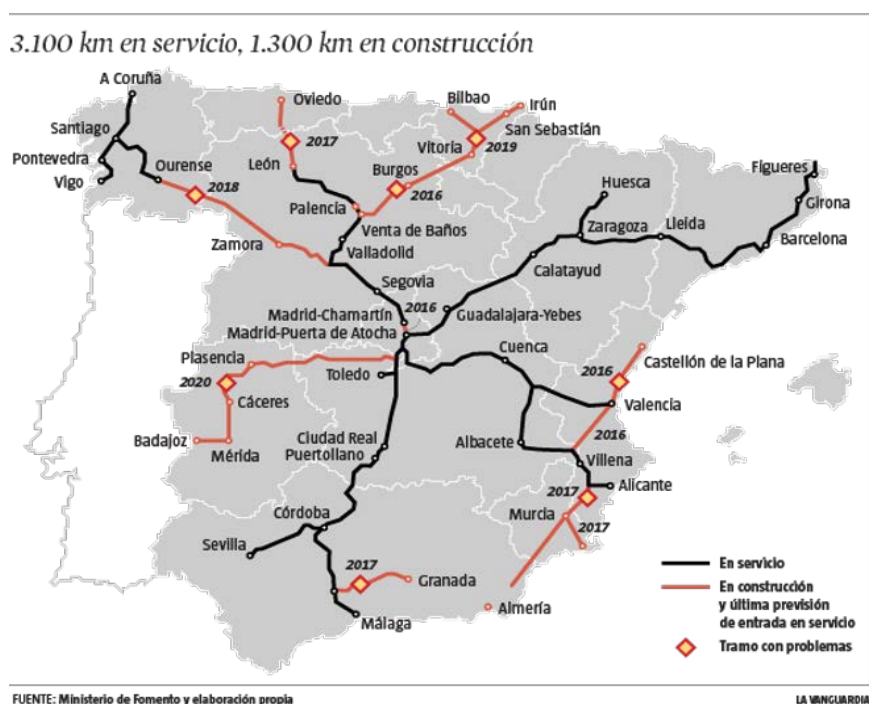 3.100 km en servicio, 1.300 km en construcción
A Coruña
Oviedo
Bilbao
Irún
Santiago
San Sebastián
2017
Vitoria
2019
Pontevedra
Ourense
León
Burgos
Figueres
Vigo
2018
2016
Huesca
Palencia
Girona
Venta de Baños
Zaragoza
Lleida
Zamora
Valladolid
Barcelona
Calatayud
Segovia
2016
Madrid-Chamartín
Guadalajara-Yebes
Madrid-Puerta de Atocha
Cuenca
Plasencia
Castellón de la Plana
2016
Toledo
2020
Cáceres
Valencia
Ciudad Real
2016
Badajoz
Albacete
Puertollano
Mérida
Villena
Alicante
2017
Córdoba
Murcia
2017
Sevilla
2017
Granada
Almería
Málaga
En servicio
En construcción
y última previsión
de entrada en servicio
Tramo con problemas
FUENTE: Ministerio de Fomento y elaboración propia
LA VANGUARDIA